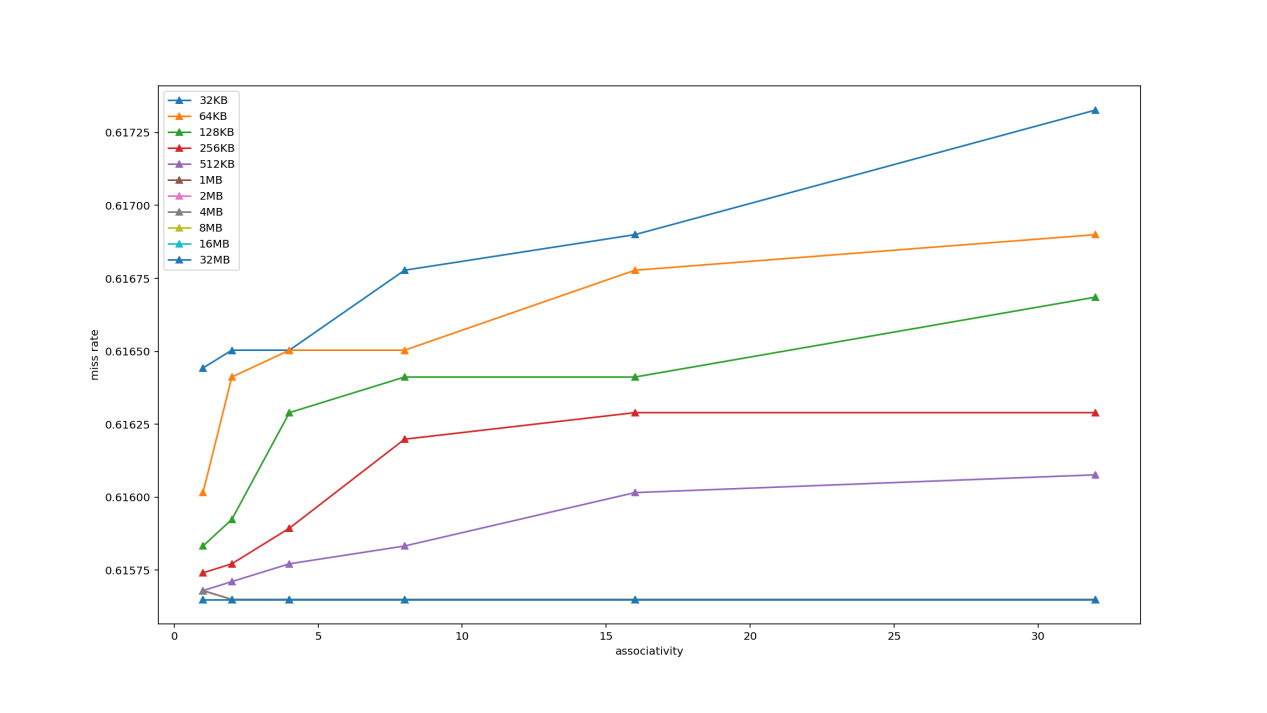 32KB
64KB
128KB
256KB
512KB
1MB
2MB
4MB
8MB
16MB
32MB
0.61725
0.61700
0.61675
0.61650
0.61625
0.61600
0.61575
miss rate
0 5 10 15 20 25 30
associativity